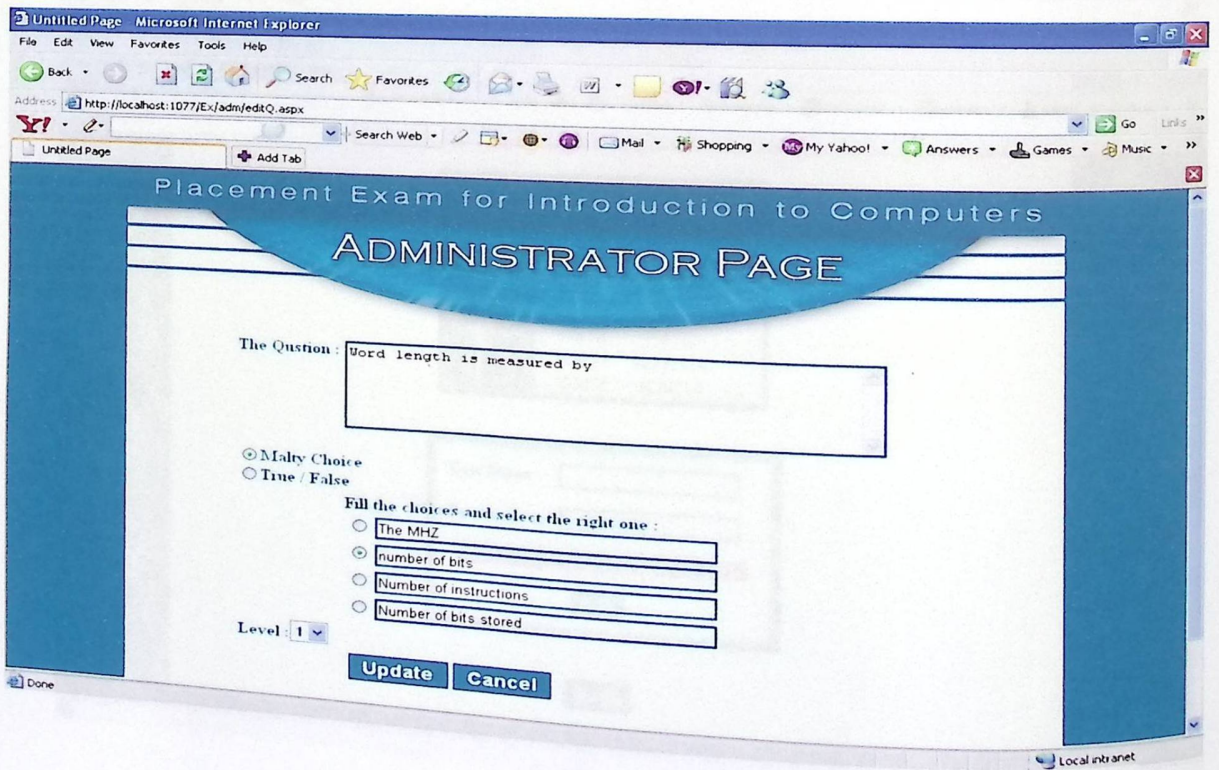 Untitled Page Microsoft Internet Explorer
File Edit View Favorites Tools Help
Back Search Favorites
Address http://localhost:1077/Ex/adm/editQ.aspx Go Links »
Y! Search Web Mail Shopping My Yahoo! Answers Games Music »
Untitled Page Add Tab
Placement Exam for Introduction to Computers
ADMINISTRATOR PAGE
The Qustion : Word length is measured by
Malty Choice
True / False
Fill the choices and select the right one :
The MHZ
number of bits
Number of instructions
Number of bits stored
Level : 1
Update Cancel
Done
Local intranet